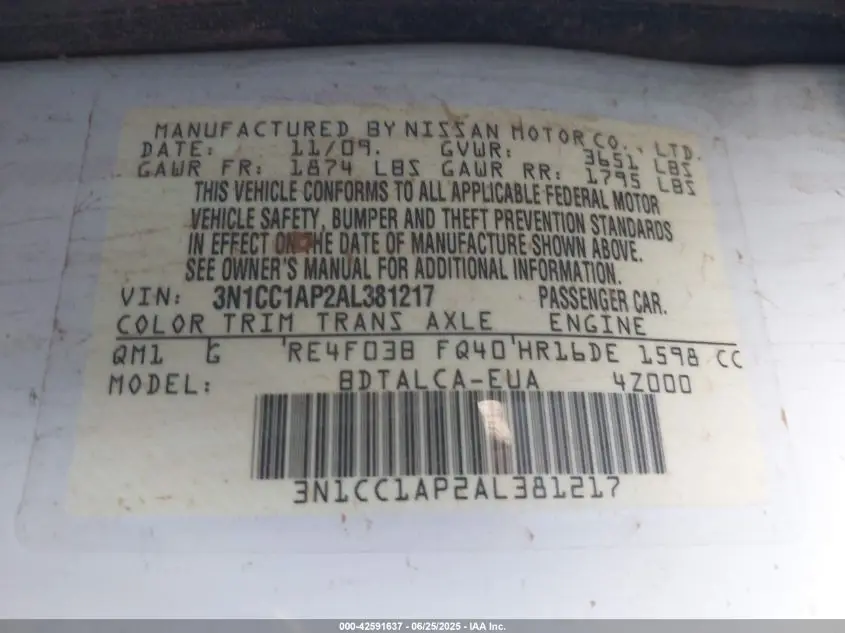 MANUFACTURED BY NISSAN MOTOR CO., LTD.
DATE: 11/09. GVWR: 3651 LBS
GAWR FR: 1874 LBS GAWR RR: 1795 LBS
THIS VEHICLE CONFORMS TO ALL APPLICABLE FEDERAL MOTOR
VEHICLE SAFETY, BUMPER AND THEFT PREVENTION STANDARDS
IN EFFECT ON THE DATE OF MANUFACTURE SHOWN ABOVE.
SEE OWNER'S MANUAL FOR ADDITIONAL INFORMATION.
VIN: 3N1CC1AP2AL381217 PASSENGER CAR.
COLOR TRIM TRANS AXLE ENGINE
QM1 G RE4F03B FQ40 HR16DE 1598 CC
MODEL: BDTALCA-EUA 4Z000
3N1CC1AP2AL381217
000-42591637 - 06/25/2025 - IAA Inc.